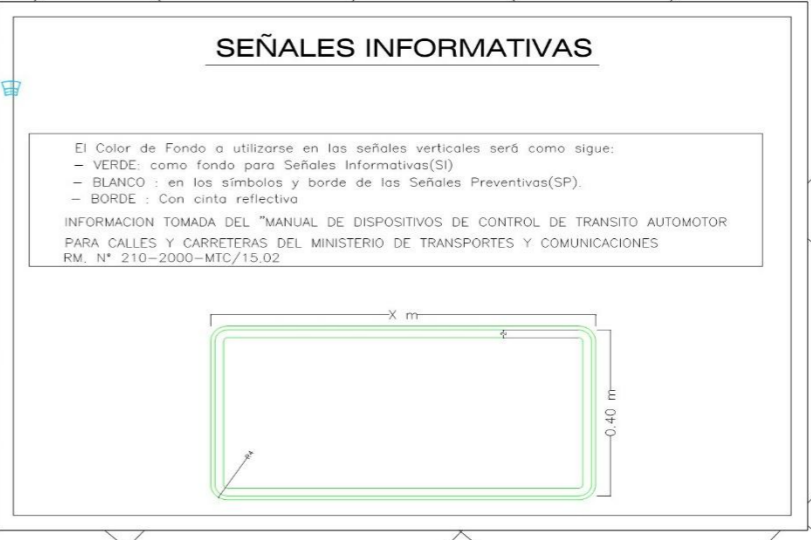 SEÑALES INFORMATIVAS
El Color de Fondo a utilizarse en las señales verticales será como sigue:
– VERDE: como fondo para Señales Informativas(SI)
– BLANCO : en los símbolos y borde de las Señales Preventivas(SP).
– BORDE : Con cinta reflectiva
INFORMACION TOMADA DEL "MANUAL DE DISPOSITIVOS DE CONTROL DE TRANSITO AUTOMOTOR
PARA CALLES Y CARRETERAS DEL MINISTERIO DE TRANSPORTES Y COMUNICACIONES
RM. N° 210–2000–MTC/15.02
X m
0.40 m